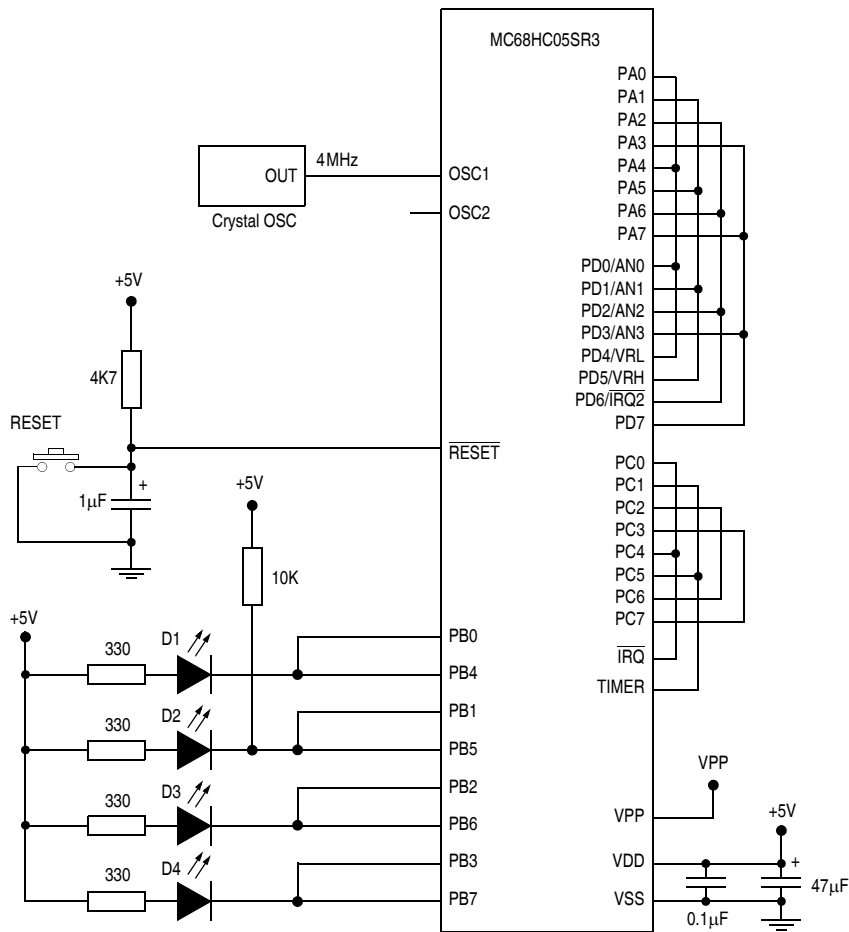 MC68HC05SR3
PA0
PA1
PA2
PA3
PA4
PA5
PA6
PA7
4MHz
OUT
OSC1
Crystal OSC
OSC2
PD0/AN0
PD1/AN1
PD2/AN2
PD3/AN3
PD4/VRL
PD5/VRH
PD6/IRQ2
PD7
+5V
4K7
RESET
RESET
+
1µF
+5V
10K
PC0
PC1
PC2
PC3
PC4
PC5
PC6
PC7
IRQ
TIMER
+5V
330
D1
PB0
PB4
330
D2
PB1
PB5
330
D3
PB2
PB6
330
D4
PB3
PB7
VPP
VPP
+5V
VDD
+
47µF
VSS
0.1µF